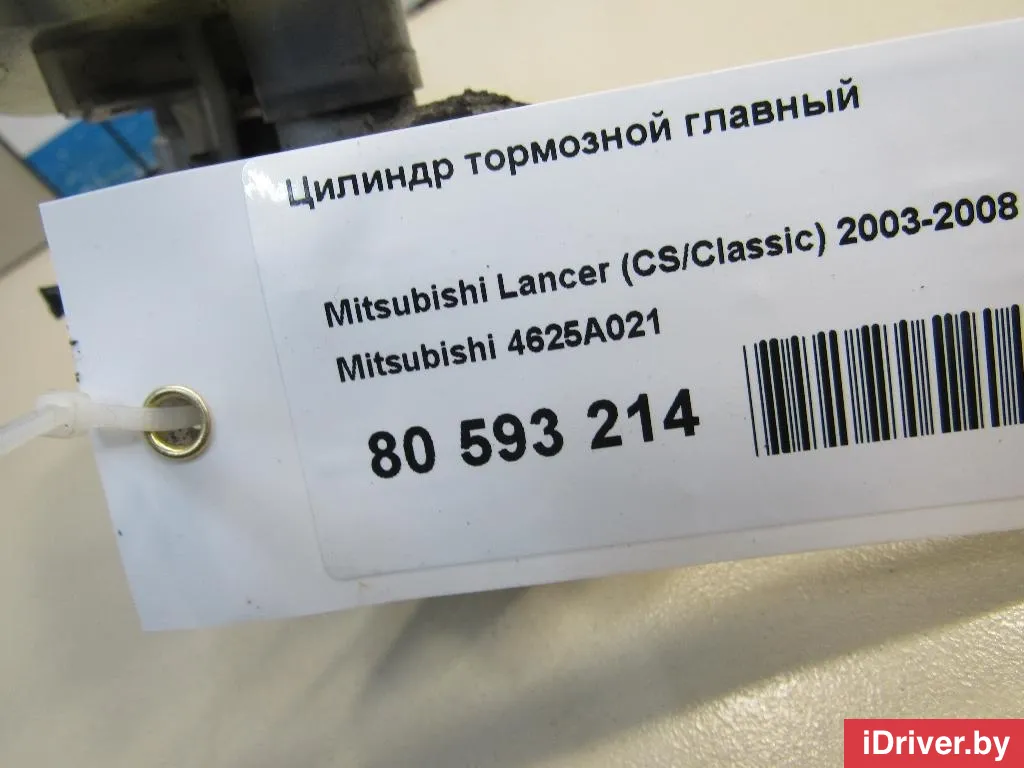 Цилиндр тормозной главный
Mitsubishi Lancer (CS/Classic) 2003-2008
Mitsubishi 4625A021
80 593 214
iDriver.by